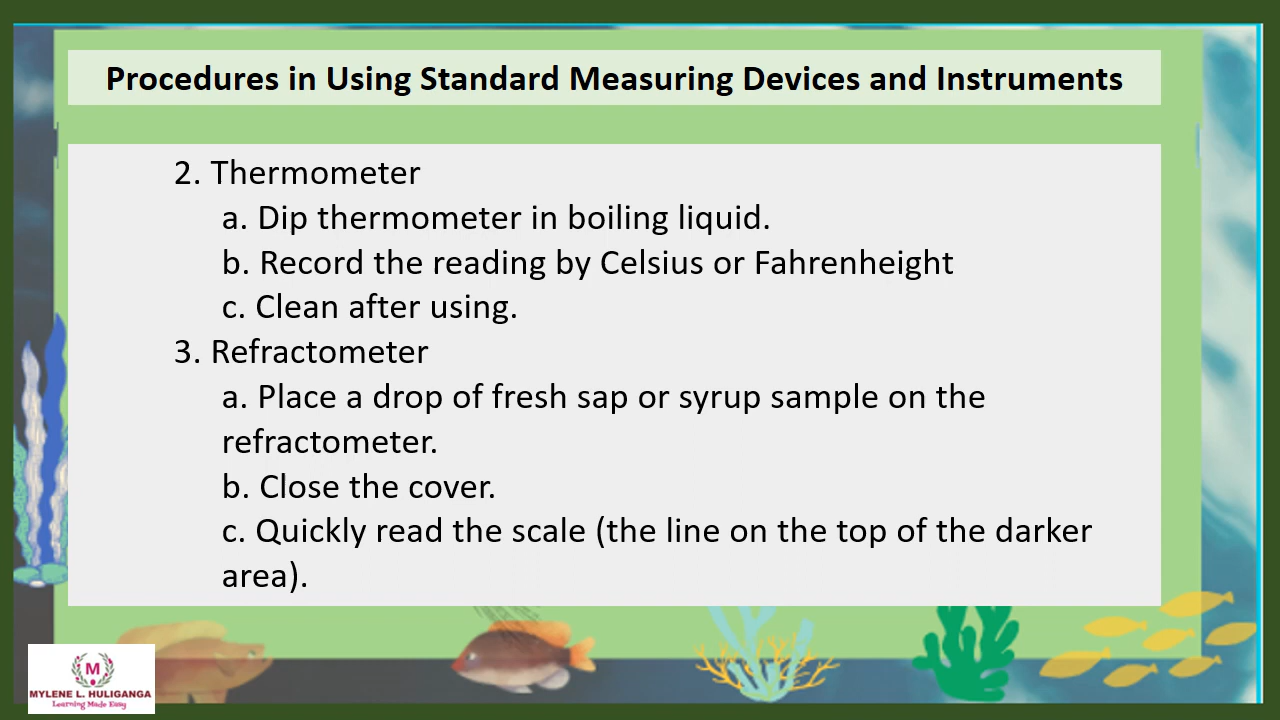 Procedures in Using Standard Measuring Devices and Instruments
2. Thermometer
a. Dip thermometer in boiling liquid.
b. Record the reading by Celsius or Fahrenheight
c. Clean after using.
3. Refractometer
a. Place a drop of fresh sap or syrup sample on the
refractometer.
b. Close the cover.
c. Quickly read the scale (the line on the top of the darker
area).
M
MYLENE L. HULIGANGA
Learning Made Easy